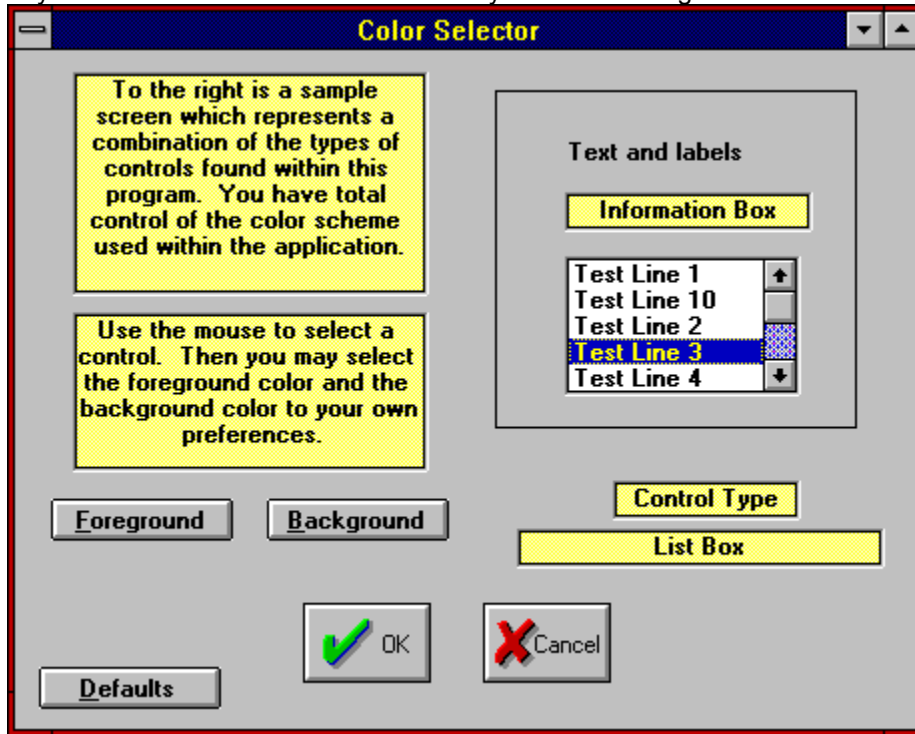 Color Selector
To the right is a sample
screen which represents a
combination of the types of
controls found within this
program. You have total
control of the color scheme
used within the application.
Use the mouse to select a
control. Then you may select
the foreground color and the
background color to your own
preferences.
Text and labels
Information Box
Test Line 1
Test Line 10
Test Line 2
Test Line 3
Test Line 4
Foreground
Background
Control Type
List Box
OK
Cancel
Defaults